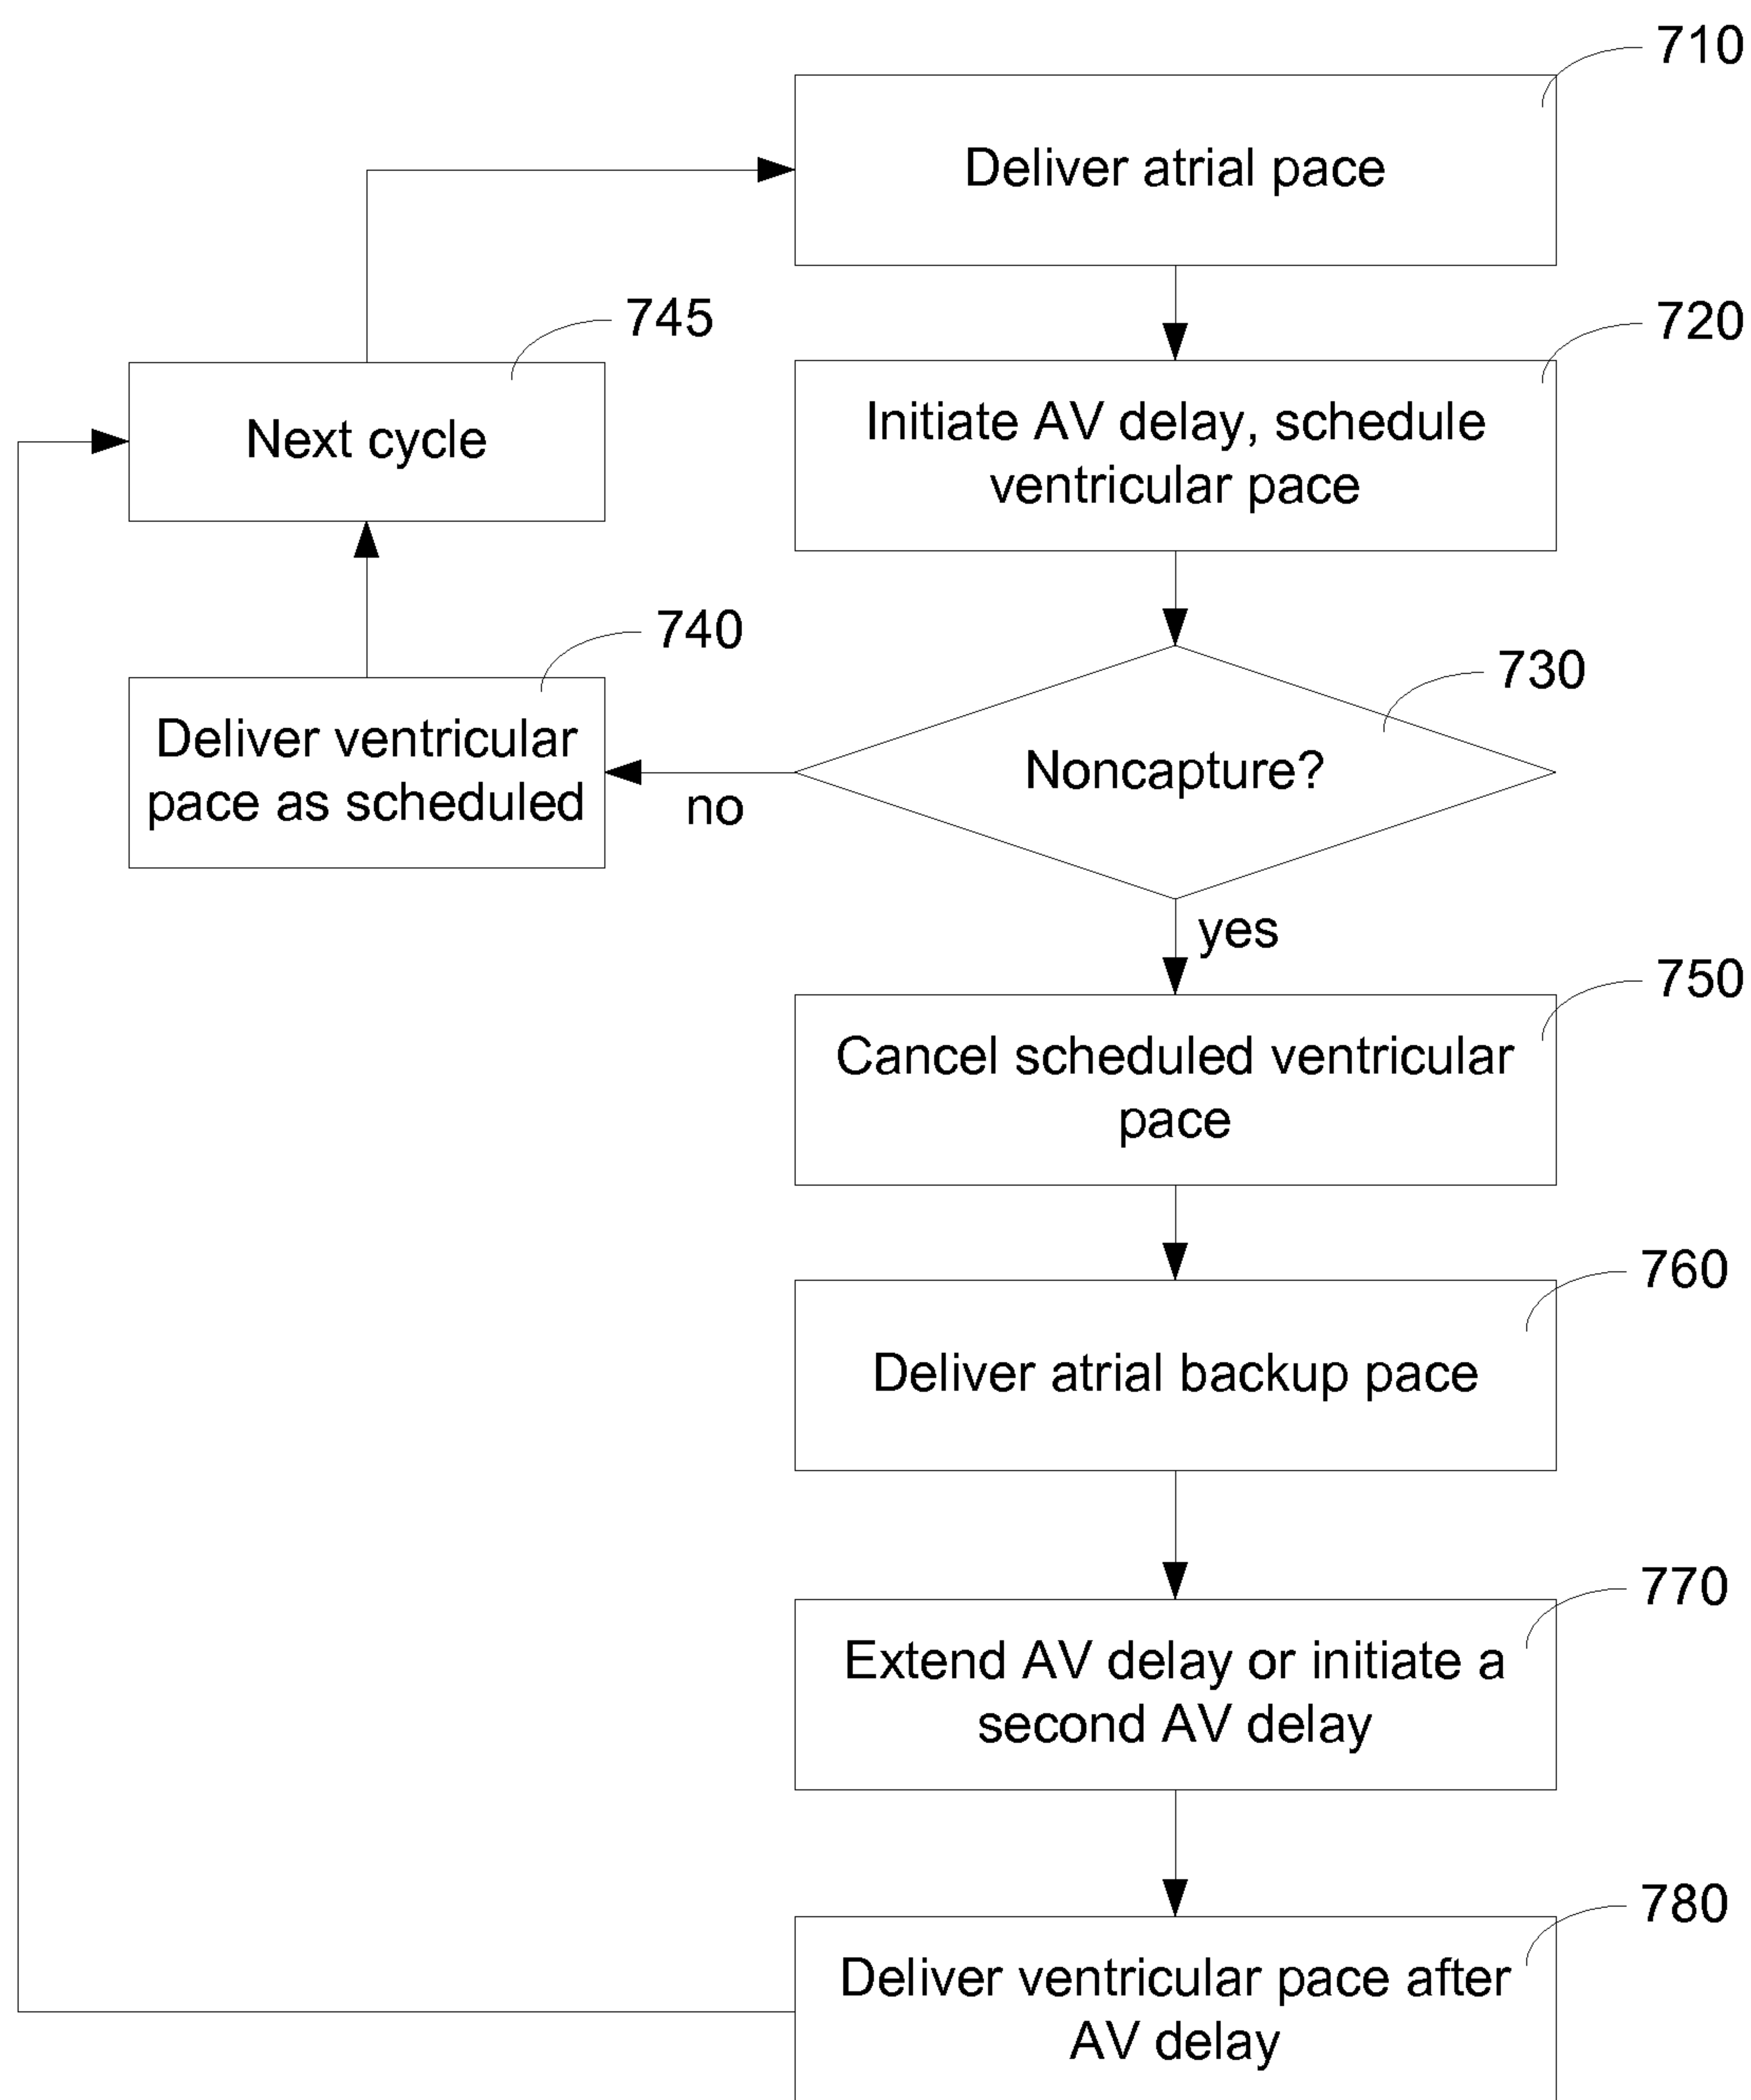 710
Deliver atrial pace
720
Initiate AV delay, schedule
ventricular pace
745
Next cycle
730
Noncapture?
740
Deliver ventricular
pace as scheduled
no
yes
750
Cancel scheduled ventricular
pace
760
Deliver atrial backup pace
770
Extend AV delay or initiate a
second AV delay
780
Deliver ventricular pace after
AV delay